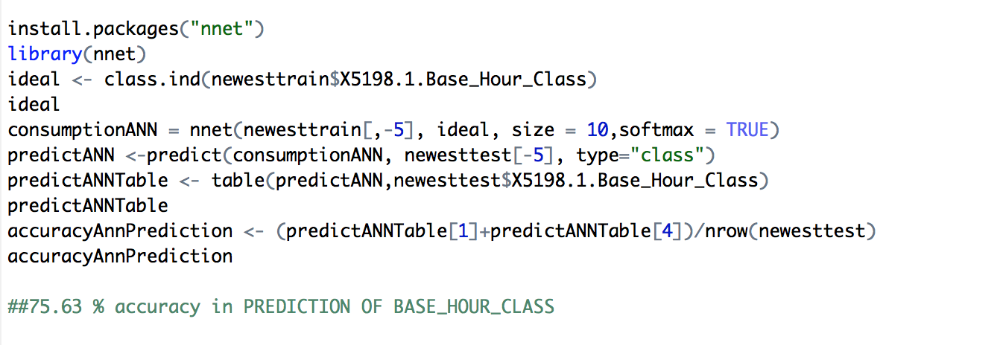 install.packages("nnet")
library(nnet)
ideal <- class.ind(newesttrain$X5198.1.Base_Hour_Class)
ideal
consumptionANN = nnet(newesttrain[,-5], ideal, size = 10,softmax = TRUE)
predictANN <-predict(consumptionANN, newesttest[-5], type="class")
predictANNTable <- table(predictANN,newesttest$X5198.1.Base_Hour_Class)
predictANNTable
accuracyAnnPrediction <- (predictANNTable[1]+predictANNTable[4])/nrow(newesttest)
accuracyAnnPrediction
##75.63 % accuracy in PREDICTION OF BASE_HOUR_CLASS